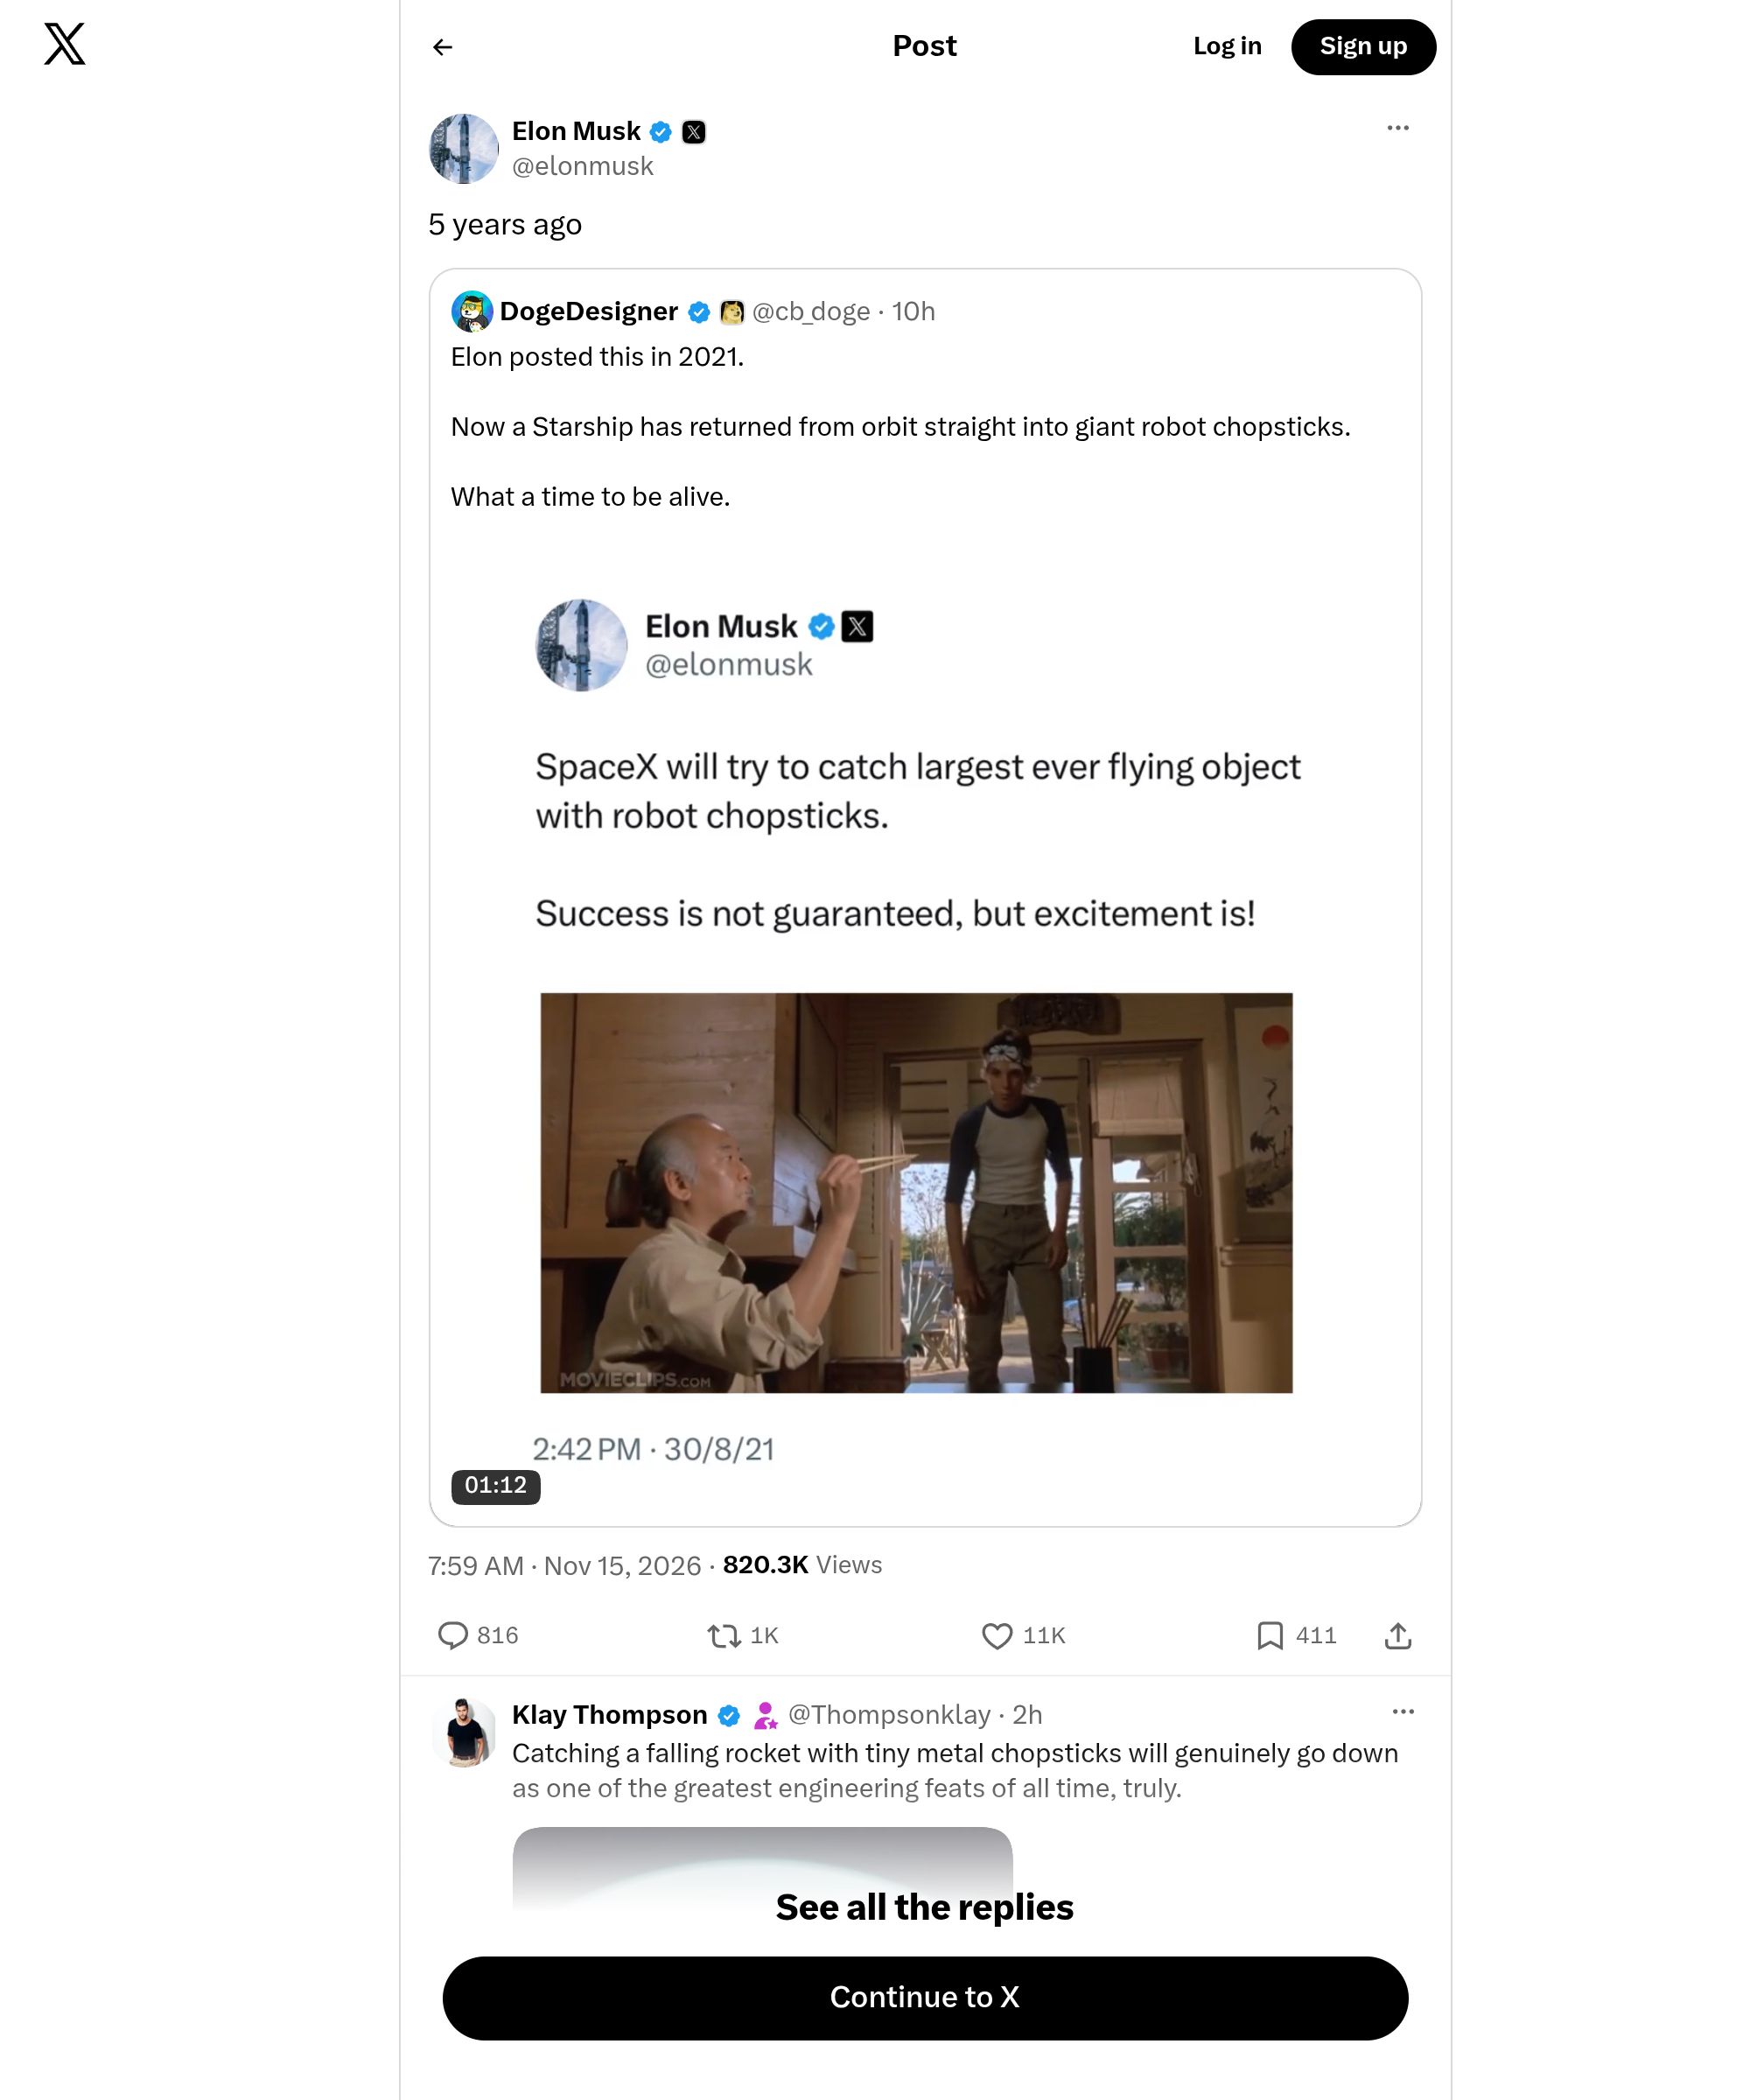 Post
Log in
Sign up
Elon Musk
@elonmusk
5 years ago
DogeDesigner @cb_doge · 10h
Elon posted this in 2021.
Now a Starship has returned from orbit straight into giant robot chopsticks.
What a time to be alive.
Elon Musk
@elonmusk
SpaceX will try to catch largest ever flying object
with robot chopsticks.
Success is not guaranteed, but excitement is!
MOVIECLIPS.COM
2:42 PM · 30/8/21
01:12
7:59 AM · Nov 15, 2026 · 820.3K Views
816 1K 11K 411
Klay Thompson @Thompsonklay · 2h
Catching a falling rocket with tiny metal chopsticks will genuinely go down
as one of the greatest engineering feats of all time, truly.
See all the replies
Continue to X